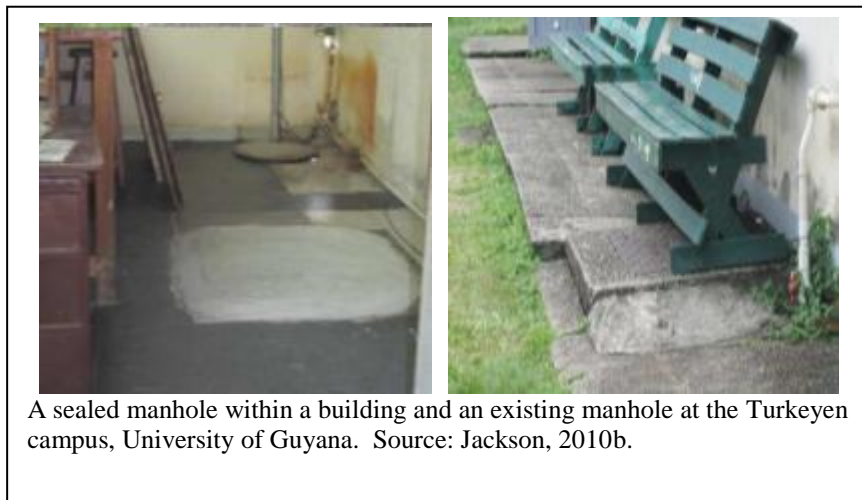 A sealed manhole within a building and an existing manhole at the Turkeyen
campus, University of Guyana.  Source: Jackson, 2010b.